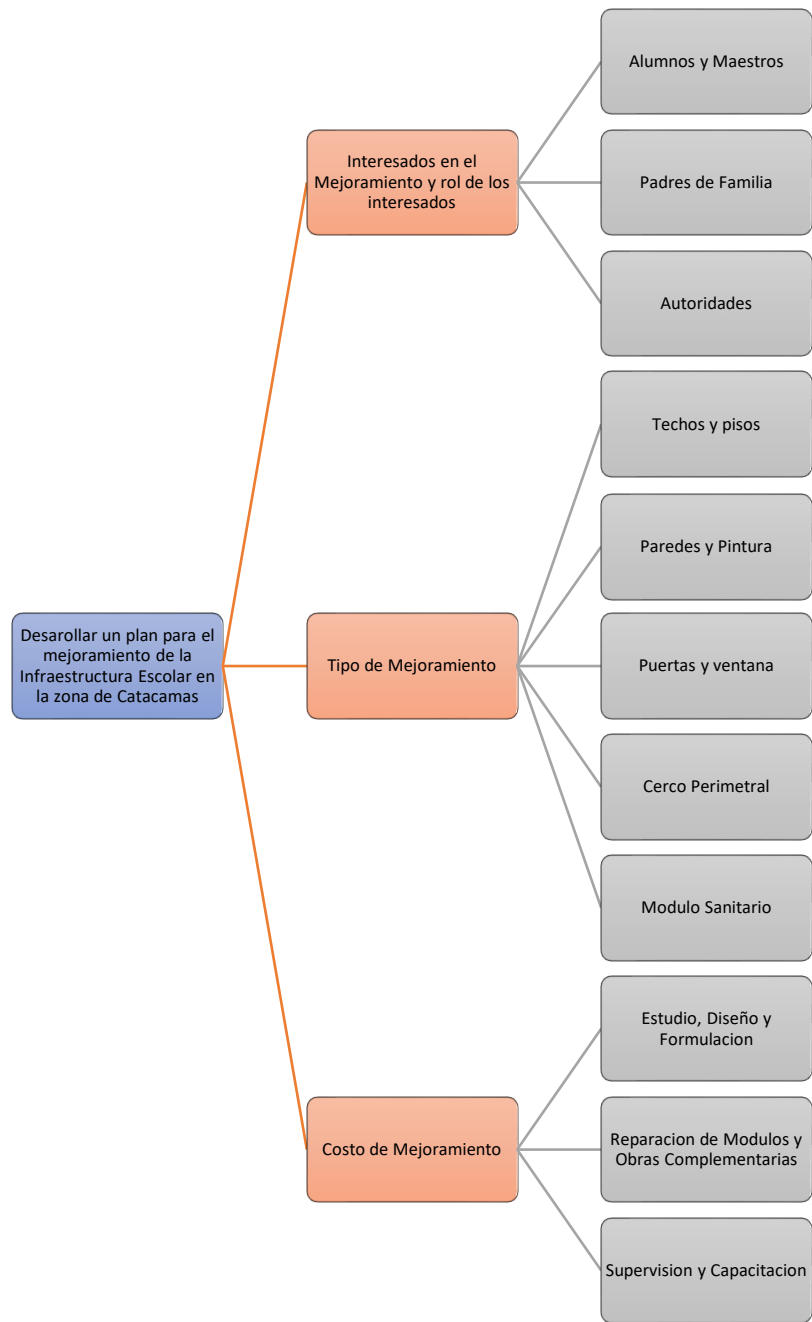 Alumnos y Maestros
Interesados en el
Mejoramiento y rol de los
interesados
Padres de Familia
Autoridades
Techos y pisos
Paredes y Pintura
Desarollar un plan para el
mejoramiento de la
Infraestructura Escolar en
la zona de Catacamas
Tipo de Mejoramiento
Puertas y ventana
Cerco Perimetral
Modulo Sanitario
Estudio, Diseño y
Formulacion
Costo de Mejoramiento
Reparacion de Modulos y
Obras Complementarias
Supervision y Capacitacion